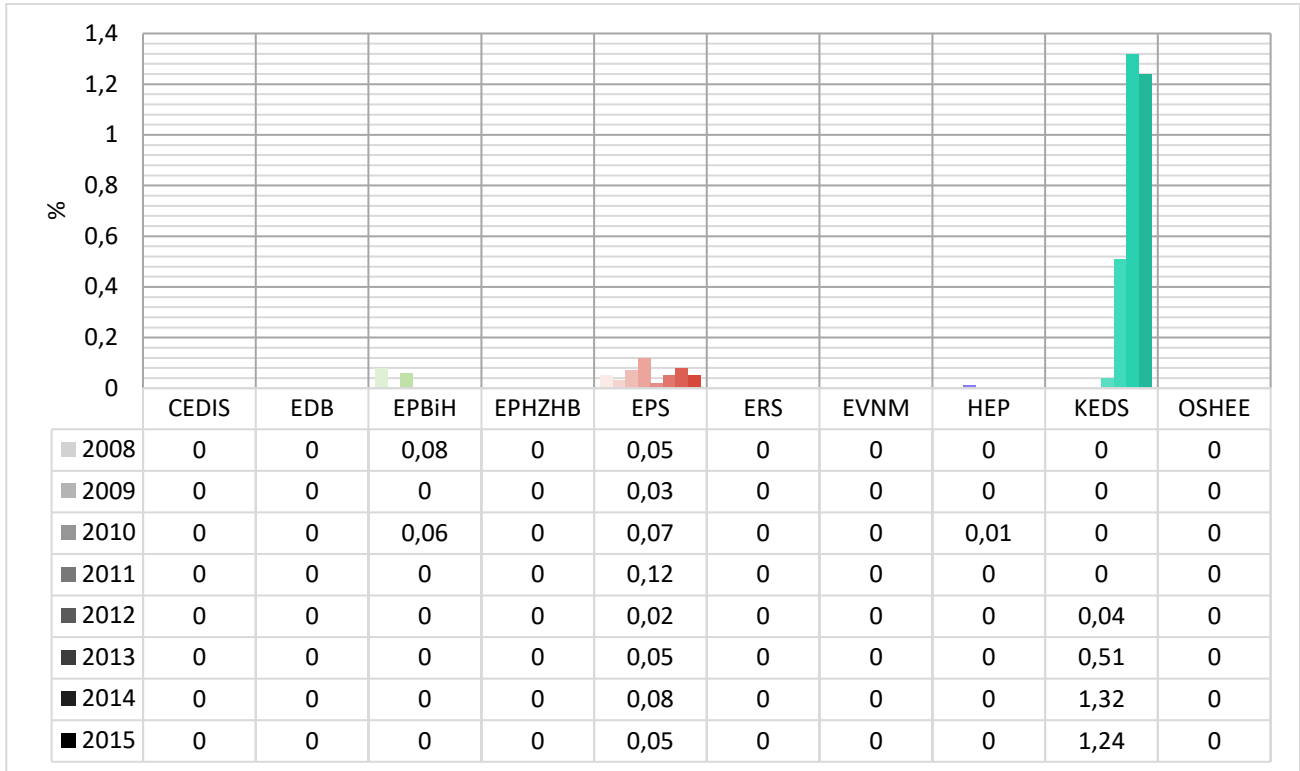 1,4
1,2
1
0,8
0,6
0,4
0,2
0
%
CEDIS EDB EPBiH EPHZHB EPS ERS EVNM HEP KEDS OSHEE
2008 0 0 0,08 0 0,05 0 0 0 0 0
2009 0 0 0 0 0,03 0 0 0 0 0
2010 0 0 0,06 0 0,07 0 0 0,01 0 0
2011 0 0 0 0 0,12 0 0 0 0 0
2012 0 0 0 0 0,02 0 0 0 0,04 0
2013 0 0 0 0 0,05 0 0 0 0,51 0
2014 0 0 0 0 0,08 0 0 0 1,32 0
2015 0 0 0 0 0,05 0 0 0 1,24 0